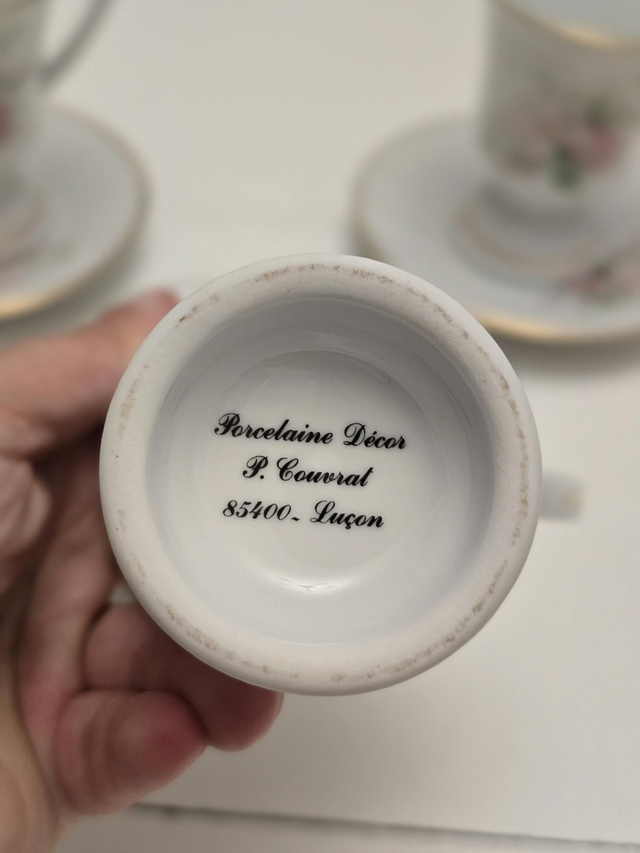 Porcelaine Décor
P. Couvrat
85400- Luçon